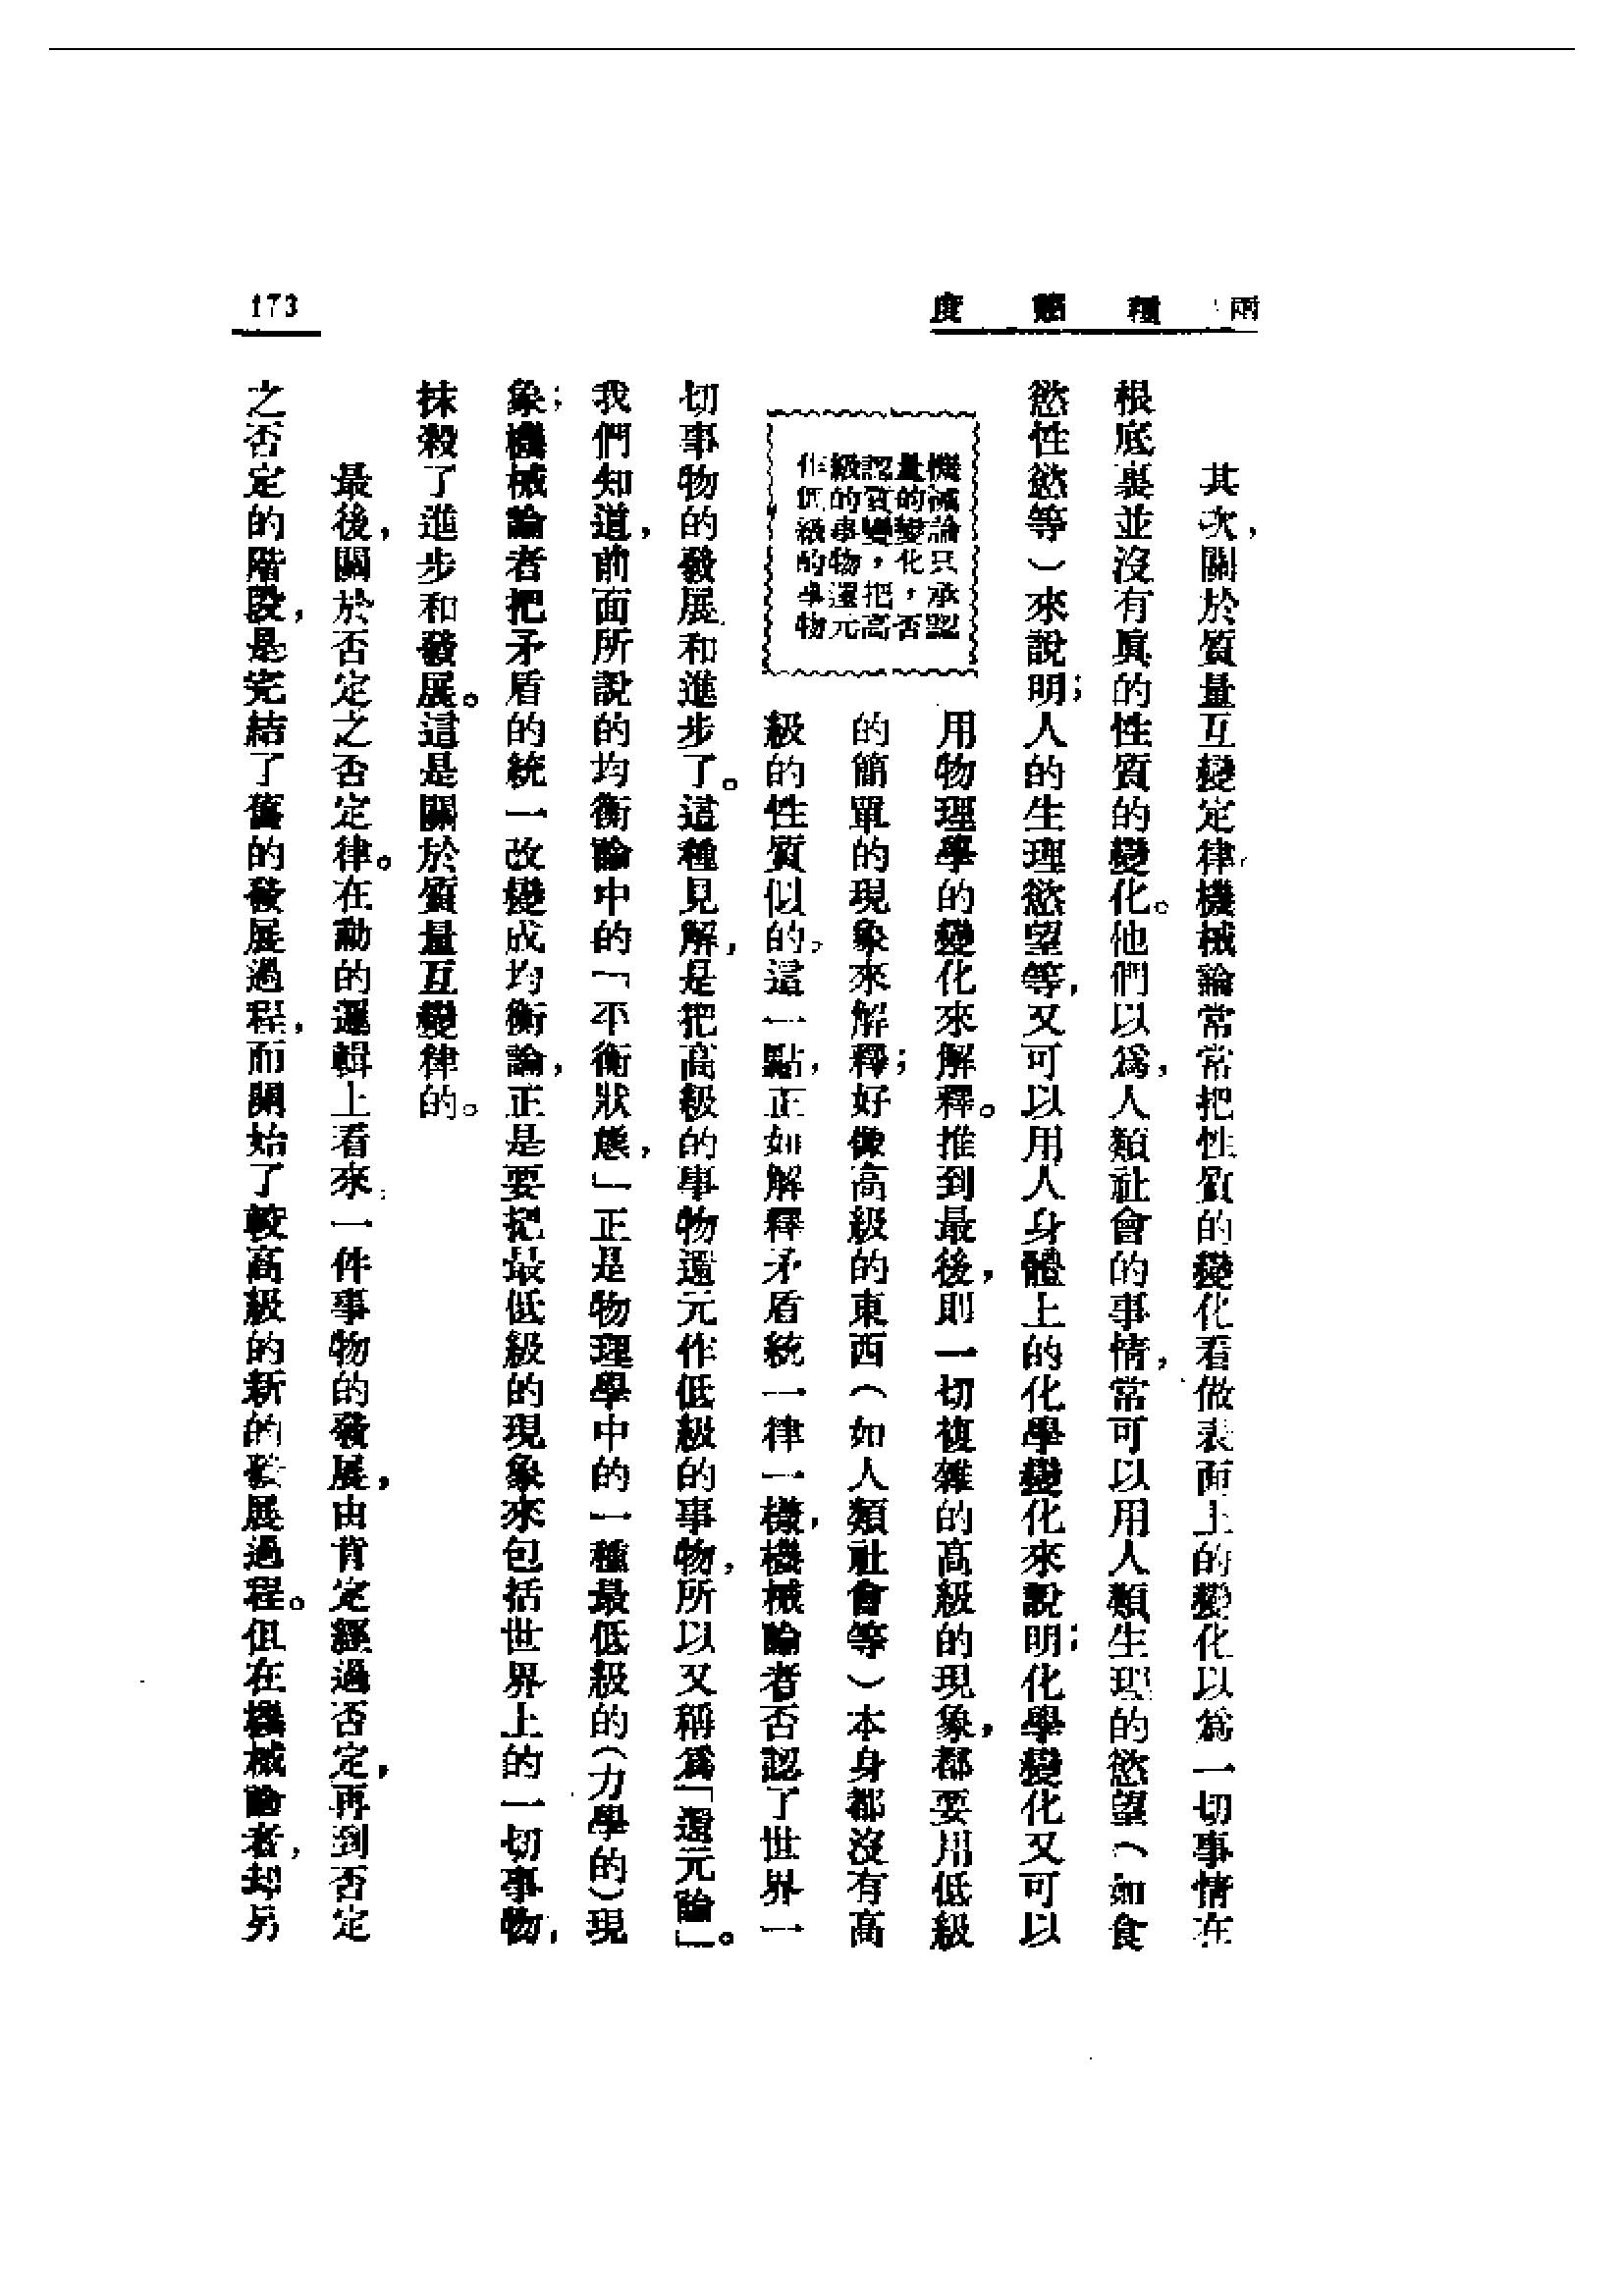 兩種態度
173
其次，關於質量互變定律，機械論常常把性質的變化看做表面上的變化以爲一切事情在
根底裏並沒有眞的性質的變化。他們以爲，人類社會的事情，常可以用人類生理的慾望（如食
慾性慾等）來說明；人的生理慾望等，又可以用人身體上的化學變化來說明；化學變化又可以
用物理學的變化來解釋。推到最後，則一切複雜的高級的現象，都要用低級
的簡單的現象來解釋；好像高級的東西（如人類社會等）本身都沒有高
級的性質似的。這一點，正如解釋矛盾統一律一樣，機械論者否認了世界一
機械論只承認
量的變化，否
認質變，把高
級的事物還元
作低級的事物
切事物的發展和進步了。這種見解，是把高級的事物還元作低級的事物，所以又稱爲「還元論」。
我們知道，前面所說的均衡論中的「不衡狀態，」正是物理學中的一種最低級的（力學的）現
象；機械論者把矛盾的統一改變成均衡論，正是要把最低級的現象來包括世界上的一切事物，
抹殺了進步和發展。這是關於質量互變律的。
最後，關於否定之否定律。在動的邏輯上看來，一件事物的發展，由肯定經過否定，再到否定
之否定的階段，是完結了舊的發展過程，而開始了較高級的新的發展過程。但在機械論者，却另